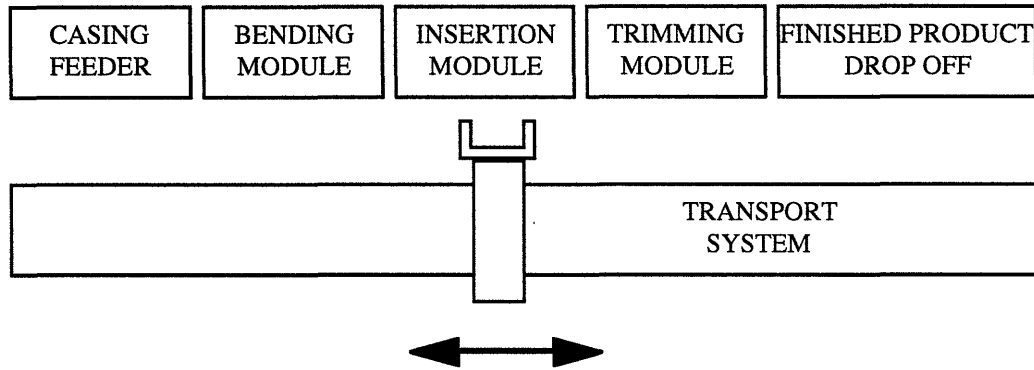 CASING
FEEDER
BENDING
MODULE
INSERTION
MODULE
TRIMMING
MODULE
FINISHED PRODUCT
DROP OFF
TRANSPORT
SYSTEM